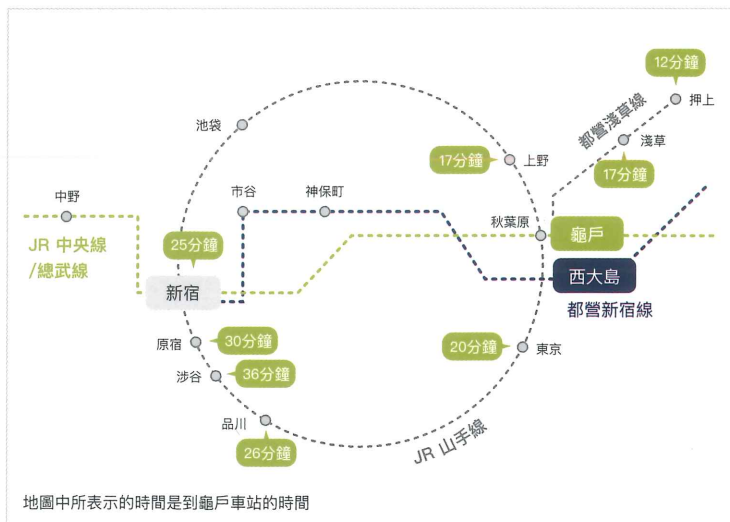 12分鐘
押上
都營淺草線
淺草
17分鐘
池袋
17分鐘
上野
中野
市谷
神保町
秋葉原
龜戶
25分鐘
JR 中央線
/總武線
新宿
西大島
都營新宿線
原宿
30分鐘
20分鐘
東京
涉谷
36分鐘
品川
26分鐘
JR 山手線
地圖中所表示的時間是到龜戶車站的時間